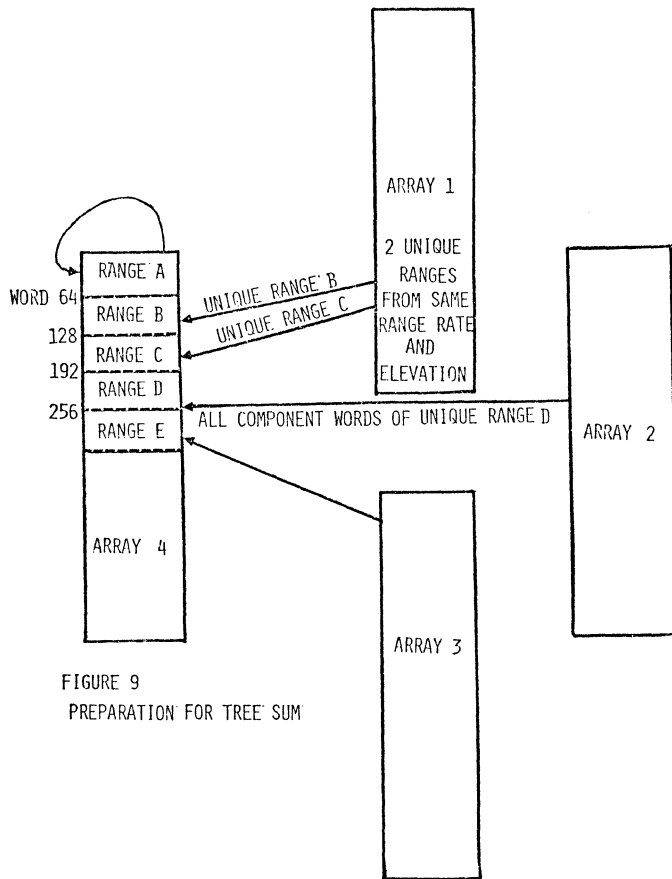 ARRAY 1
2 UNIQUE
RANGES
FROM SAME
RANGE RATE
AND
ELEVATION
RANGE A
WORD 64
UNIQUE RANGE B
RANGE B
UNIQUE RANGE C
128
RANGE C
192
RANGE D
256
ALL COMPONENT WORDS OF UNIQUE RANGE D
RANGE E
ARRAY 2
ARRAY 4
ARRAY 3
FIGURE 9
PREPARATION FOR TREE SUM